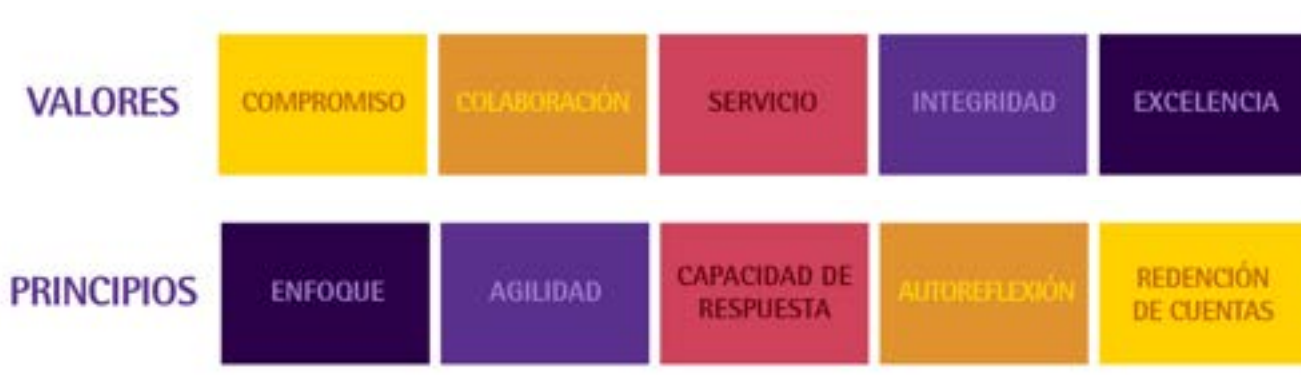 VALORES
COMPROMISO
COLABORACIÓN
SERVICIO
INTEGRIDAD
EXCELENCIA
PRINCIPIOS
ENFOQUE
AGILIDAD
CAPACIDAD DE
RESPUESTA
AUTOREFLEXIÓN
REDENCIÓN
DE CUENTAS